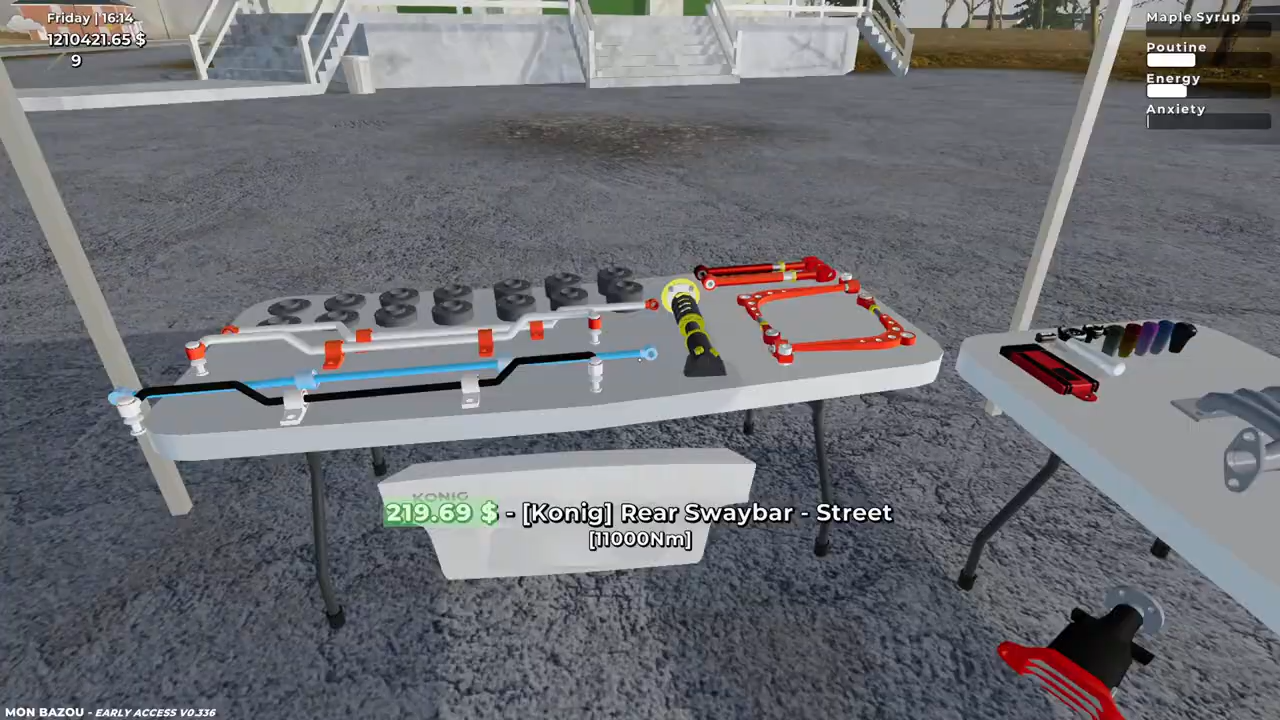 Friday | 16:14
1210421.65 $
9
Maple Syrup
Poutine
Energy
Anxiety
KONIG
219.69 $ - [Konig] Rear Swaybar - Street
[11000Nm]
MON BAZOU - EARLY ACCESS V0.336